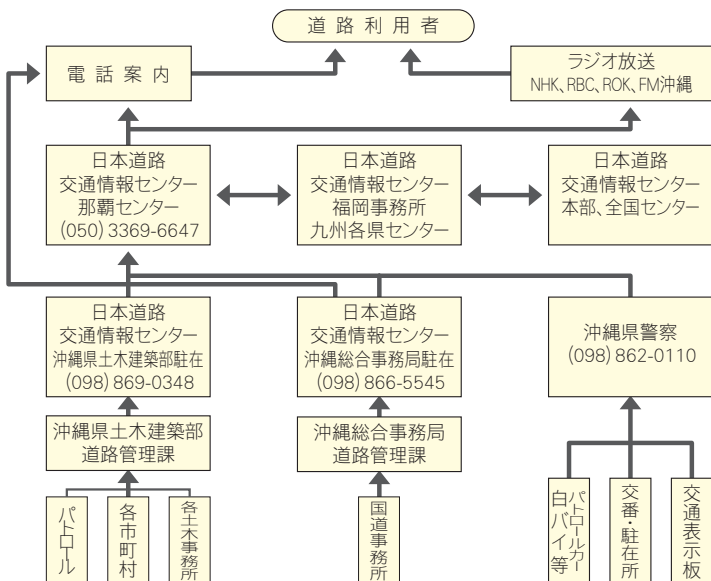 道路利用者
電話案内
ラジオ放送
NHK、RBC、ROK、FM沖縄
日本道路
交通情報センター
那覇センター
(050)3369-6647
日本道路
交通情報センター
福岡事務所
九州各県センター
日本道路
交通情報センター
本部、全国センター
日本道路
交通情報センター
沖縄県土木建築部駐在
(098)869-0348
日本道路
交通情報センター
沖縄総合事務局駐在
(098)866-5545
沖縄県警察
(098)862-0110
沖縄県土木建築部
道路管理課
沖縄総合事務局
道路管理課
パトロール
各市町村
各土木事務所
国道事務所
パトロールカー
白バイ等
交番・駐在所
交通表示板